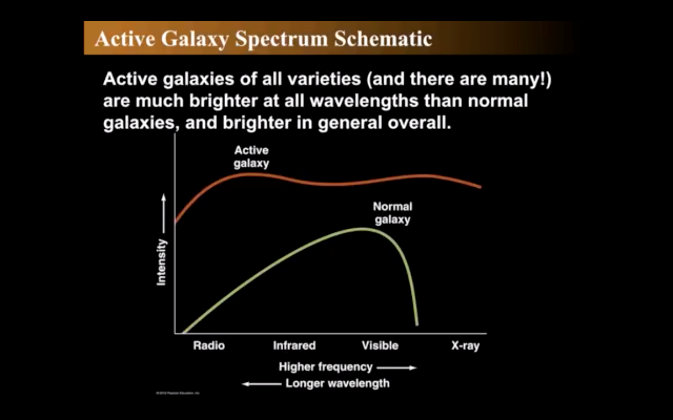 Active Galaxy Spectrum Schematic
Active galaxies of all varieties (and there are many!)
are much brighter at all wavelengths than normal
galaxies, and brighter in general overall.
Active
galaxy
Normal
galaxy
Intensity
Radio
Infrared
Visible
X-ray
Higher frequency
Longer wavelength